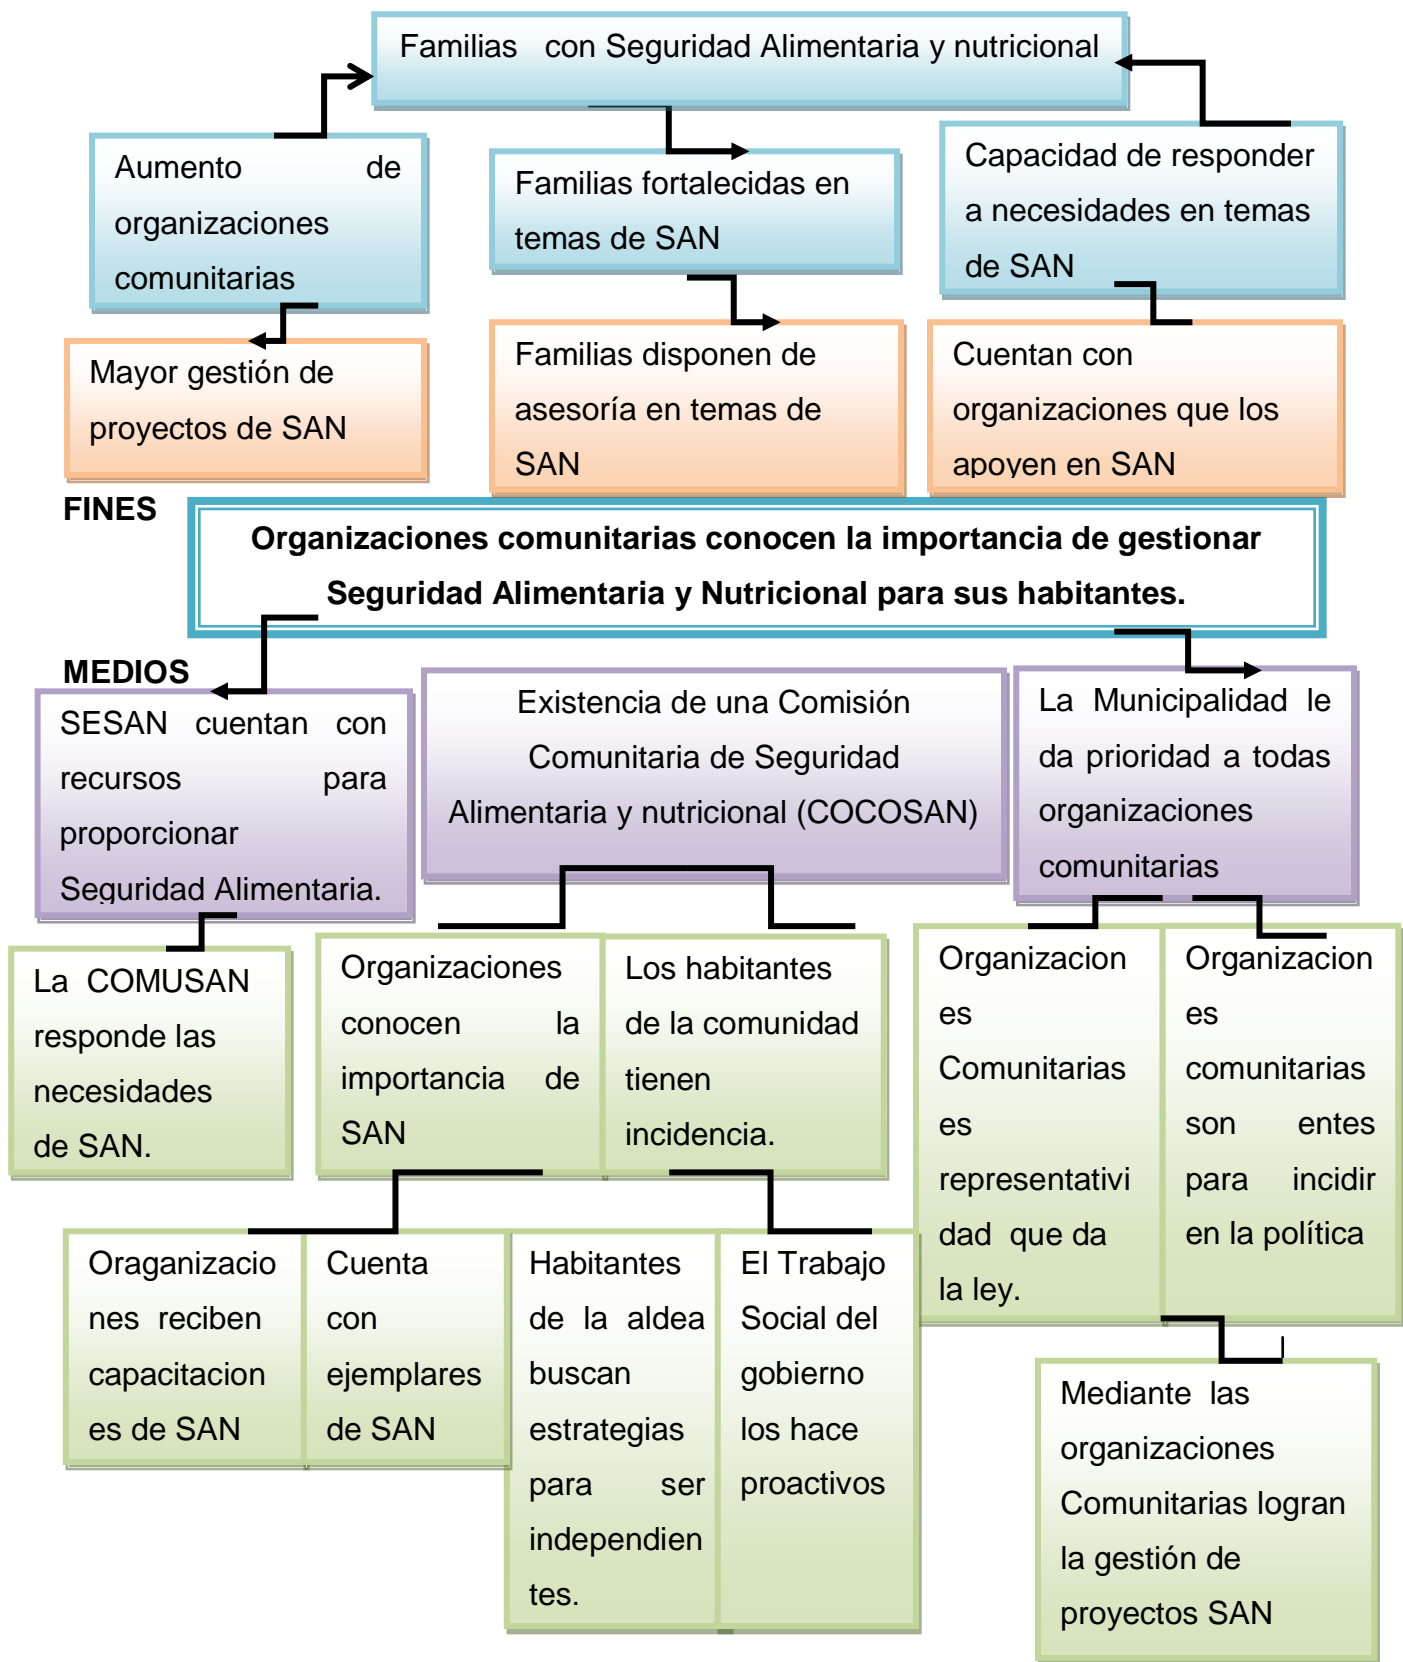 Familias con Seguridad Alimentaria y nutricional
Aumento de
organizaciones
comunitarias
Familias fortalecidas en
temas de SAN
Capacidad de responder
a necesidades en temas
de SAN
Mayor gestión de
proyectos de SAN
Familias disponen de
asesoría en temas de
SAN
Cuentan con
organizaciones que los
apoyen en SAN
FINES
Organizaciones comunitarias conocen la importancia de gestionar
Seguridad Alimentaria y Nutricional para sus habitantes.
MEDIOS
SESAN cuentan con
recursos para
proporcionar
Seguridad Alimentaria.
Existencia de una Comisión
Comunitaria de Seguridad
Alimentaria y nutricional (COCOSAN)
La Municipalidad le
da prioridad a todas
organizaciones
comunitarias
La COMUSAN
responde las
necesidades
de SAN.
Organizaciones
conocen la
importancia de
SAN
Los habitantes
de la comunidad
tienen
incidencia.
Organizacion
es
Comunitarias
es
representativi
dad que da
la ley.
Organizacion
es
comunitarias
son entes
para incidir
en la política
Oraganizacio
nes reciben
capacitacion
es de SAN
Cuenta
con
ejemplares
de SAN
Habitantes
de la aldea
buscan
estrategias
para ser
independien
tes.
El Trabajo
Social del
gobierno
los hace
proactivos
Mediante las
organizaciones
Comunitarias logran
la gestión de
proyectos SAN